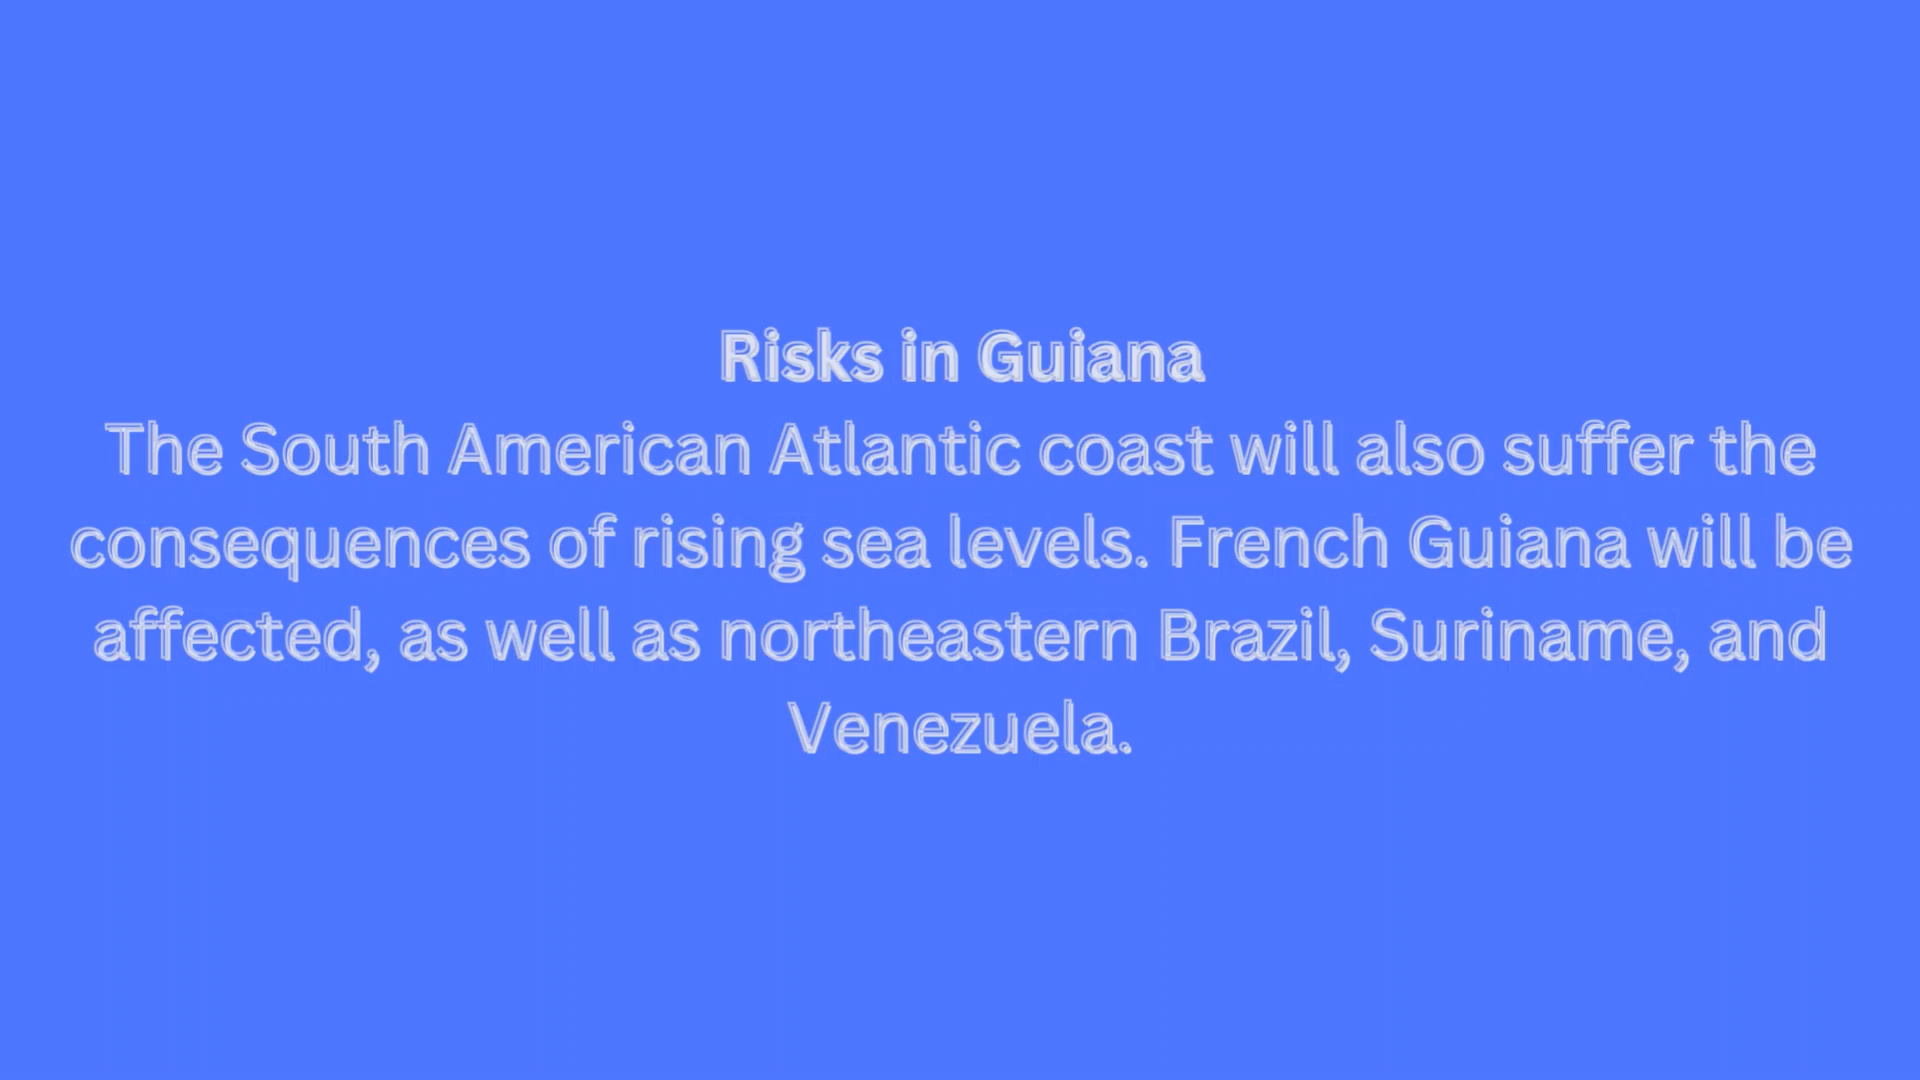 Risks in Guiana
The South American Atlantic coast will also suffer the
consequences of rising sea levels. French Guiana will be
affected, as well as northeastern Brazil, Suriname, and
Venezuela.